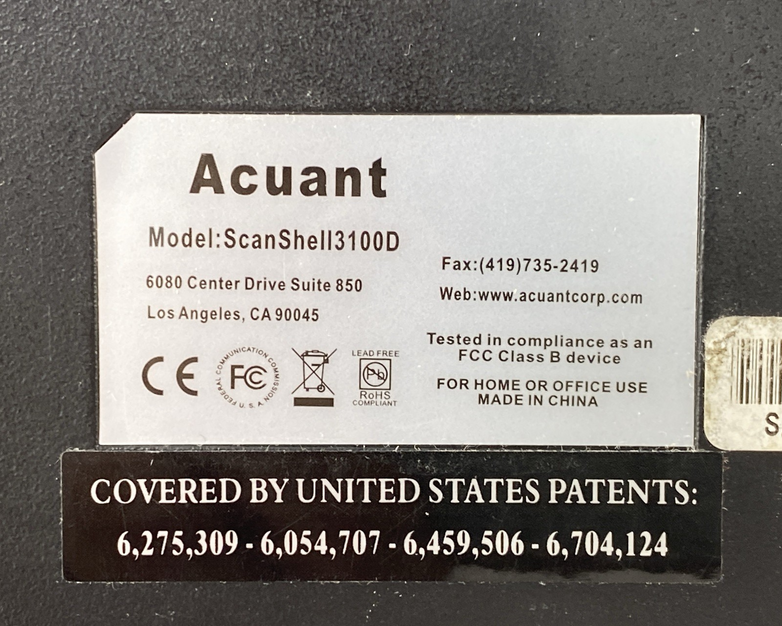 Acuant
Model:ScanShell3100D
6080 Center Drive Suite 850
Los Angeles, CA 90045
Fax:(419)735-2419
Web:www.acuantcorp.com
Tested in compliance as an
FCC Class B device
FOR HOME OR OFFICE USE
MADE IN CHINA
CE
FEDERAL COMMUNICATION COMMISSION U.S.A.
FC
LEAD FREE
Pb
RoHS
COMPLIANT
S
COVERED BY UNITED STATES PATENTS:
6,275,309 - 6,054,707 - 6,459,506 - 6,704,124